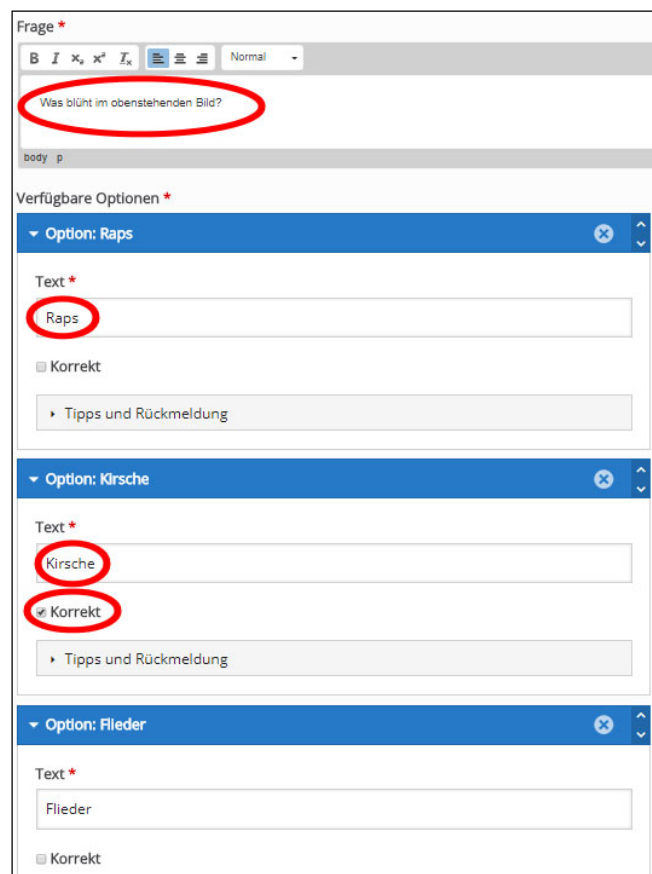 Frage *
B I x₂ x² Tx Normal
Was blüht im obenstehenden Bild?
body p
Verfügbare Optionen *
Option: Raps
Text *
Raps
Korrekt
Tipps und Rückmeldung
Option: Kirsche
Text *
Kirsche
Korrekt
Tipps und Rückmeldung
Option: Flieder
Text *
Flieder
Korrekt